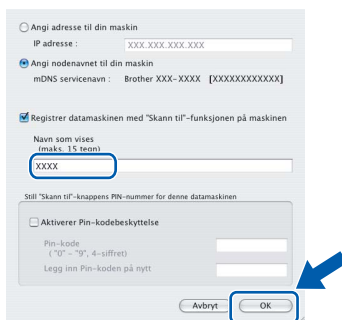 Angi adresse til din maskin
IP adresse : XXX.XXX.XXX.XXX
Angi nodenavnet til din maskin
mDNS servicenavn : Brother XXX-XXXX [XXXXXXXXXXXX]
Registrer datamaskinen med "Skann til"-funksjonen på maskinen
Navn som vises
(maks. 15 tegn)
XXXX
Still "Skann til"-knappens PIN-nummer for denne datamaskinen
Aktiverer Pin-kodebeskyttelse
Pin-kode
( "0" - "9", 4-siffret)
Legg inn Pin-koden på nytt
Avbryt OK